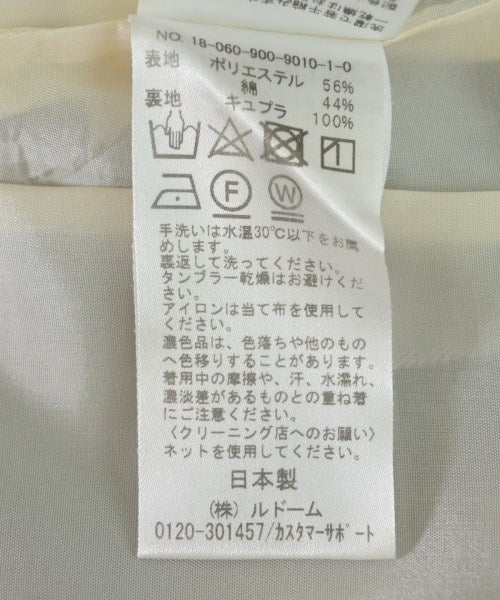 NO. 18-060-900-9010-1-0
表地 ポリエステル 56%
綿 44%
裏地 キュプラ 100%
F W
手洗いは水温30℃以下をお薦
めします。
裏返して洗ってください。
タンブラー乾燥はお避けくだ
さい。
アイロンは当て布を使用して
ください。
濃色品は、色落ちや他のもの
へ色移りすることがあります。
着用中の摩擦や、汗、水濡れ、
濃淡差があるものとの重ね着
にご注意ください。
〈クリーニング店へのお願い〉
ネットを使用してください。
日本製
(株) ルドーム
0120-301457/ｶｽﾀﾏｰｻﾎﾟｰﾄ